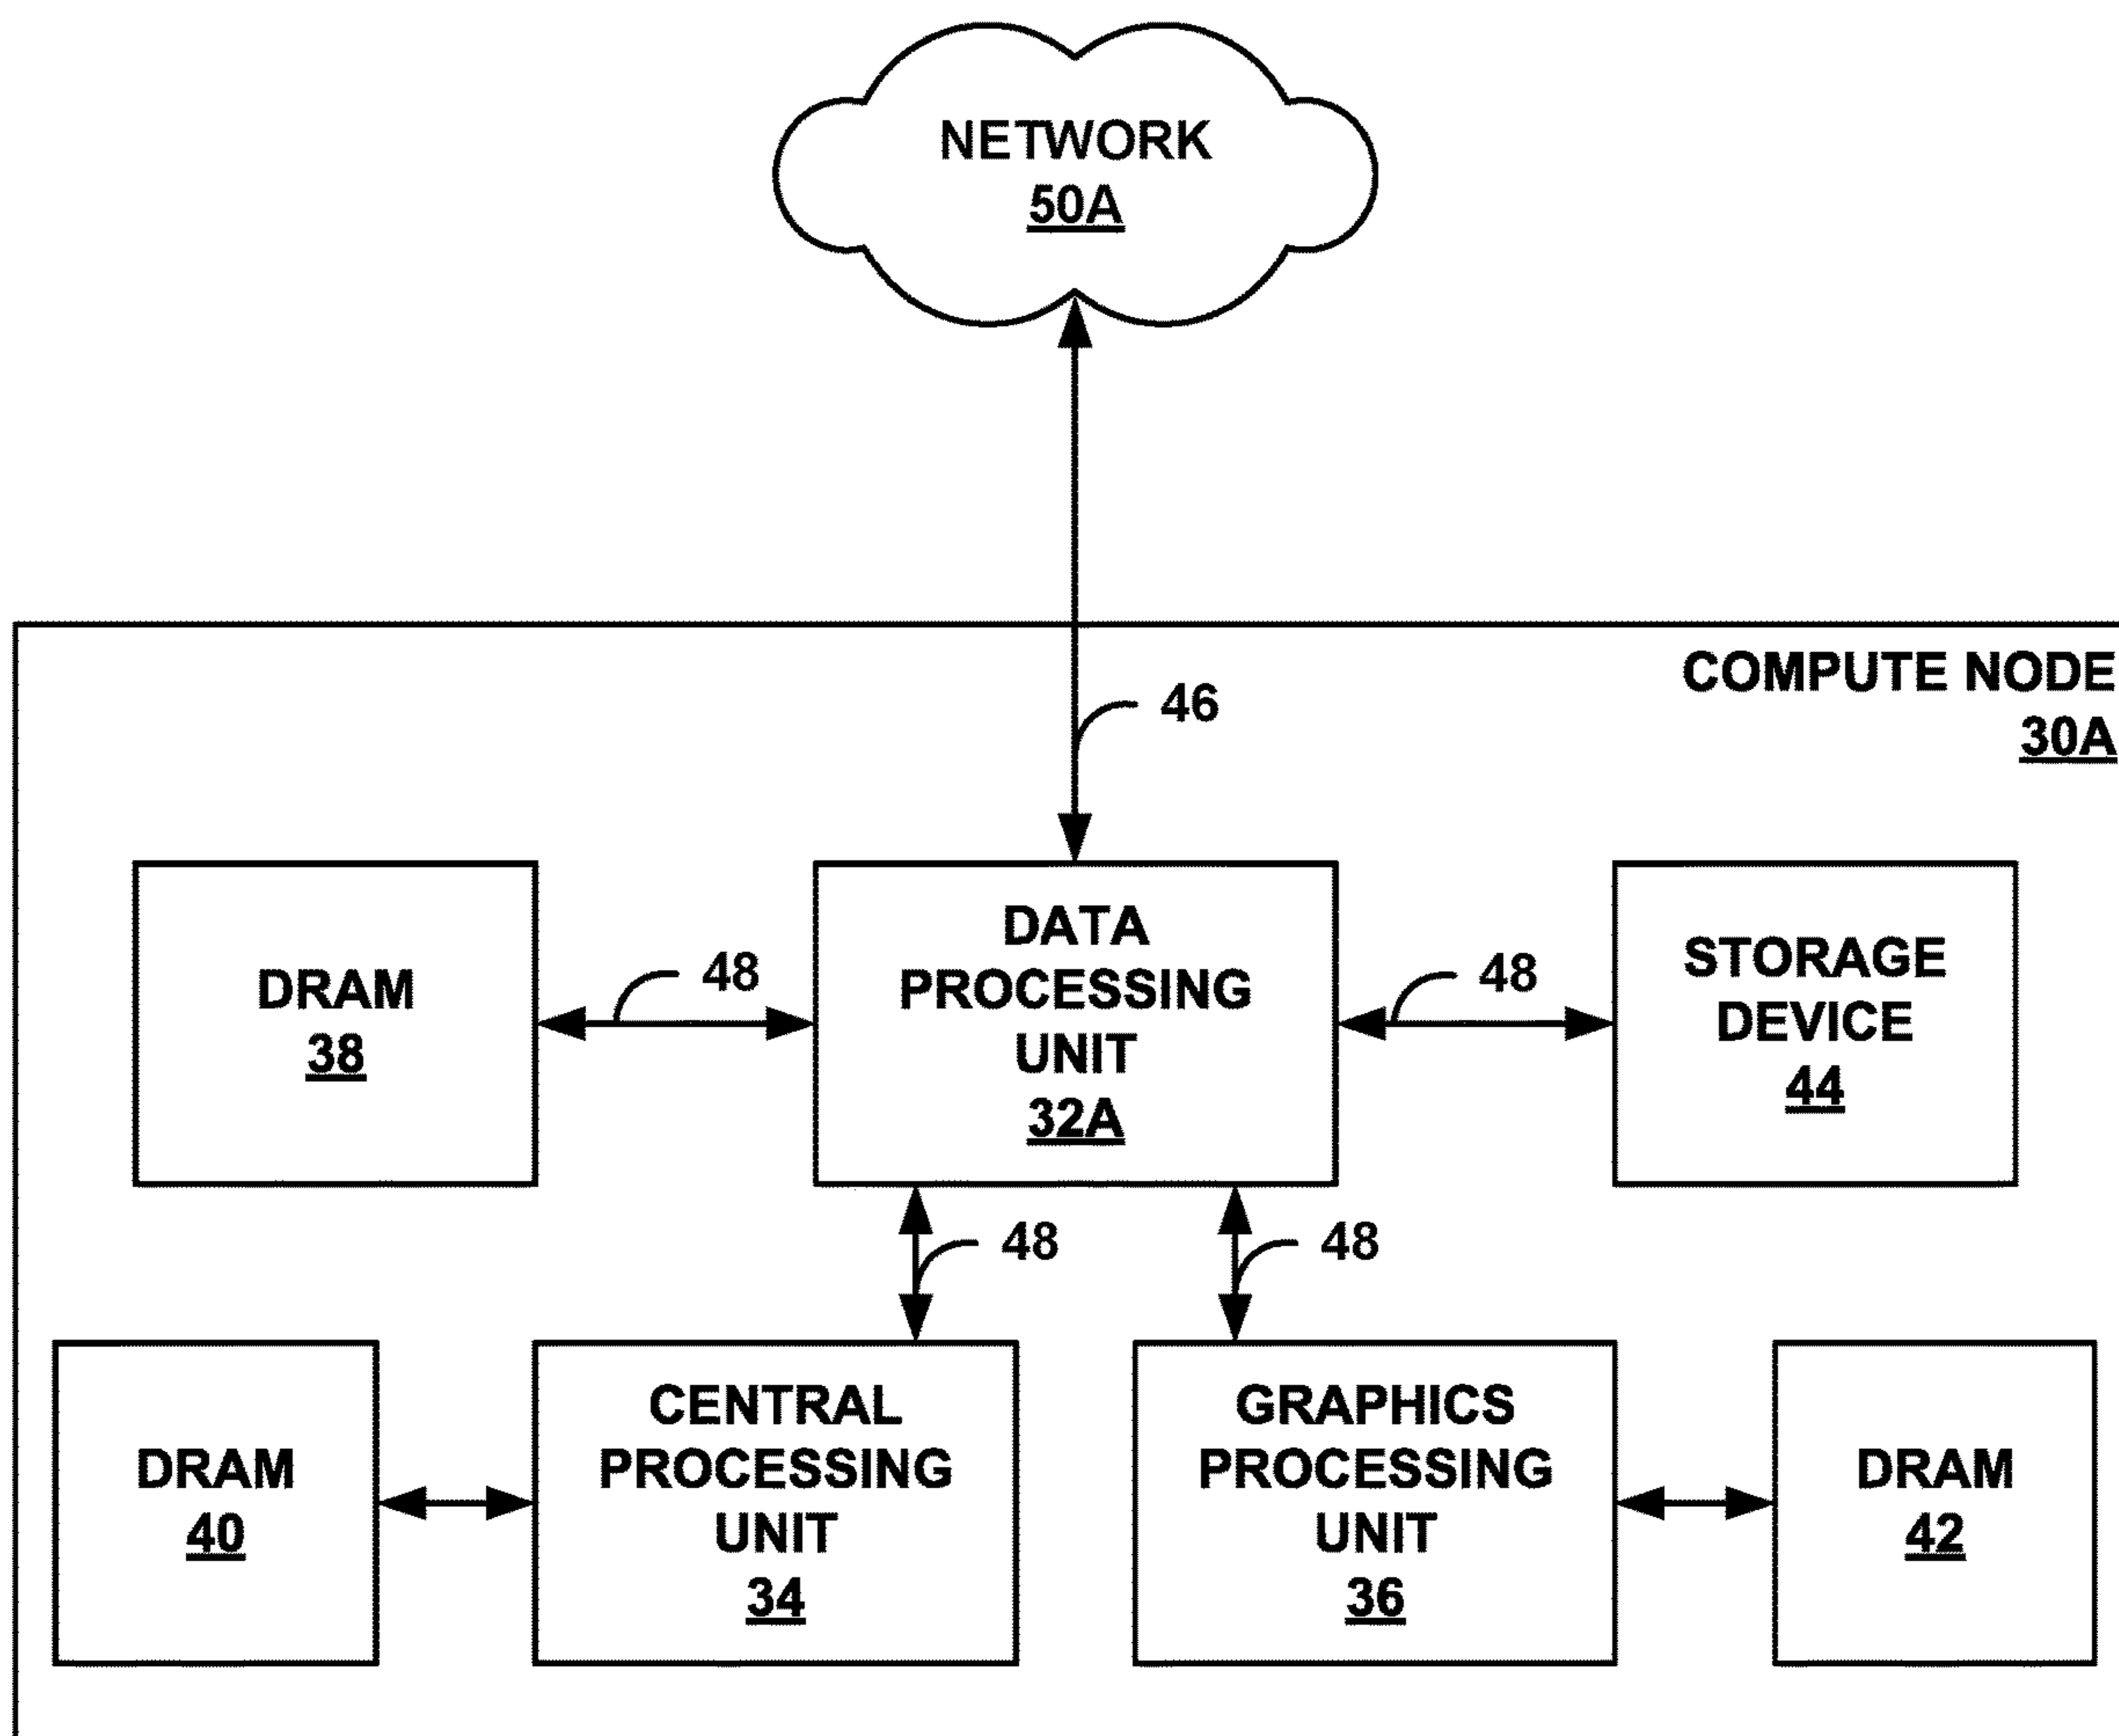 NETWORK
50A
COMPUTE NODE
30A
46
DRAM
38
48
DATA
PROCESSING
UNIT
32A
48
STORAGE
DEVICE
44
48
48
DRAM
40
CENTRAL
PROCESSING
UNIT
34
GRAPHICS
PROCESSING
UNIT
36
DRAM
42